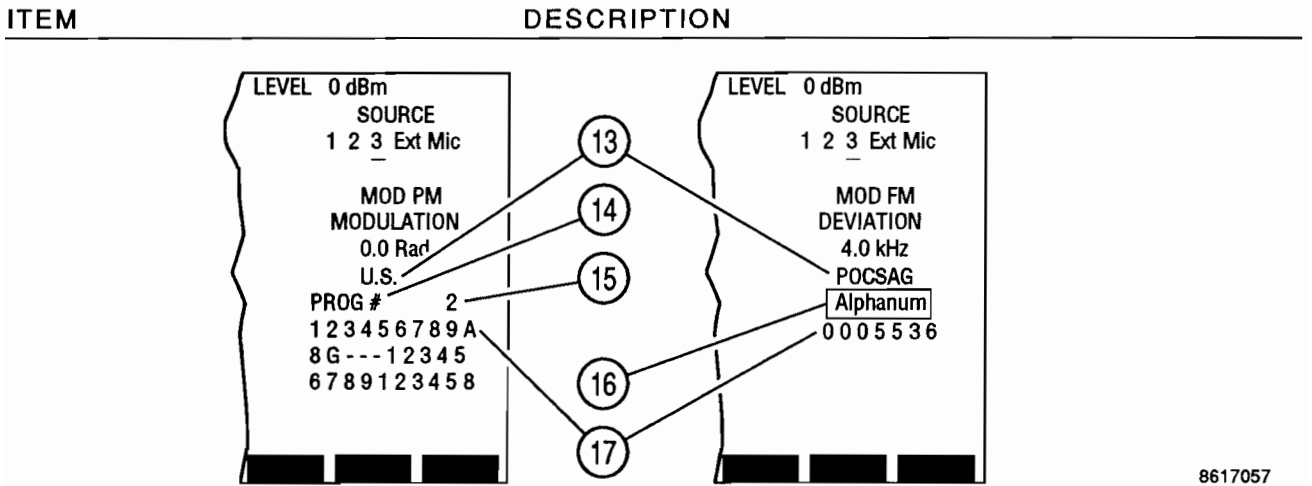 ITEM DESCRIPTION
LEVEL 0 dBm
SOURCE
1 2 3 Ext Mic
MOD PM
MODULATION
0.0 Rad
U.S.
PROG # 2
1 2 3 4 5 6 7 8 9 A
8 G - - - 1 2 3 4 5
6 7 8 9 1 2 3 4 5 8
13
14
15
16
17
LEVEL 0 dBm
SOURCE
1 2 3 Ext Mic
MOD FM
DEVIATION
4.0 kHz
POCSAG
Alphanum
0 0 0 5 5 3 6
8617057